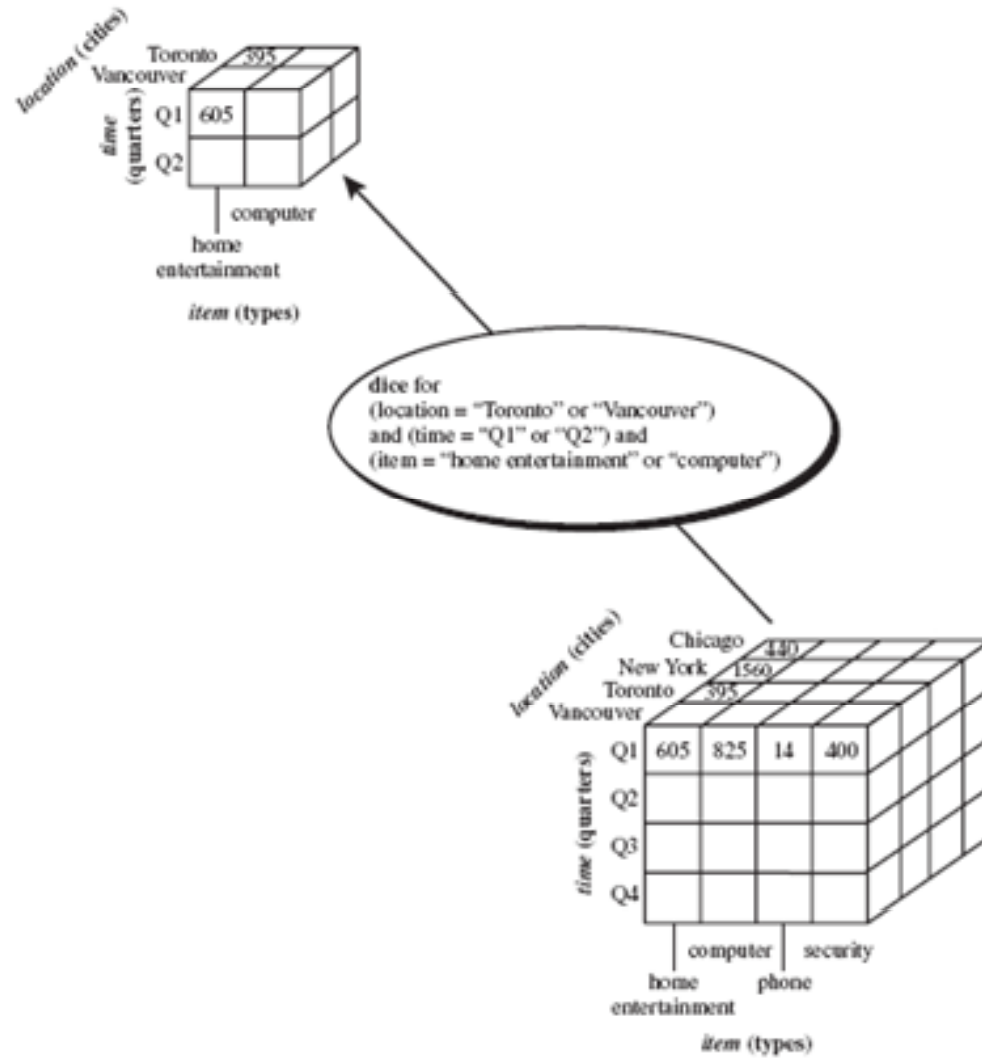 location (cities)
Toronto 395
Vancouver
time
(quarters)
Q1 605
Q2
computer
home
entertainment
item (types)
dice for
(location = “Toronto” or “Vancouver”)
and (time = “Q1” or “Q2”) and
(item = “home entertainment” or “computer”)
location (cities)
Chicago 440
New York 1560
Toronto 395
Vancouver
time (quarters)
Q1 605 825 14 400
Q2
Q3
Q4
computer security
home phone
entertainment
item (types)